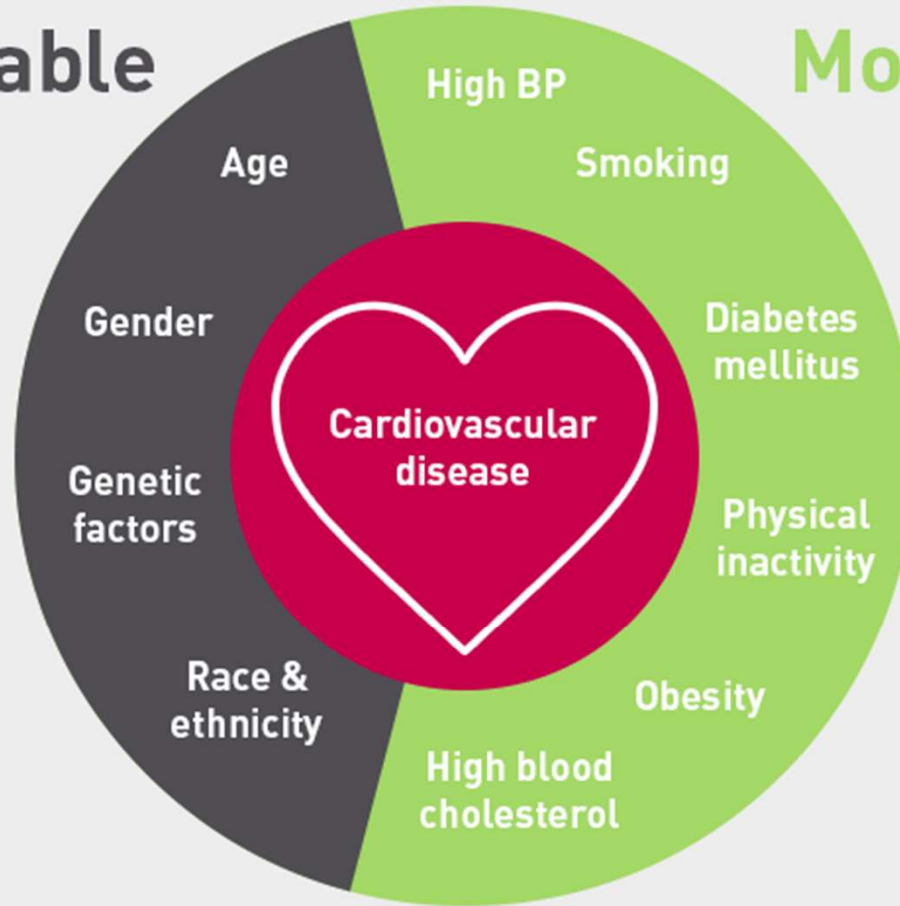 able
Mo
High BP
Smoking
Age
Gender
Diabetes
mellitus
Cardiovascular
disease
Genetic
factors
Physical
inactivity
Race &
ethnicity
Obesity
High blood
cholesterol